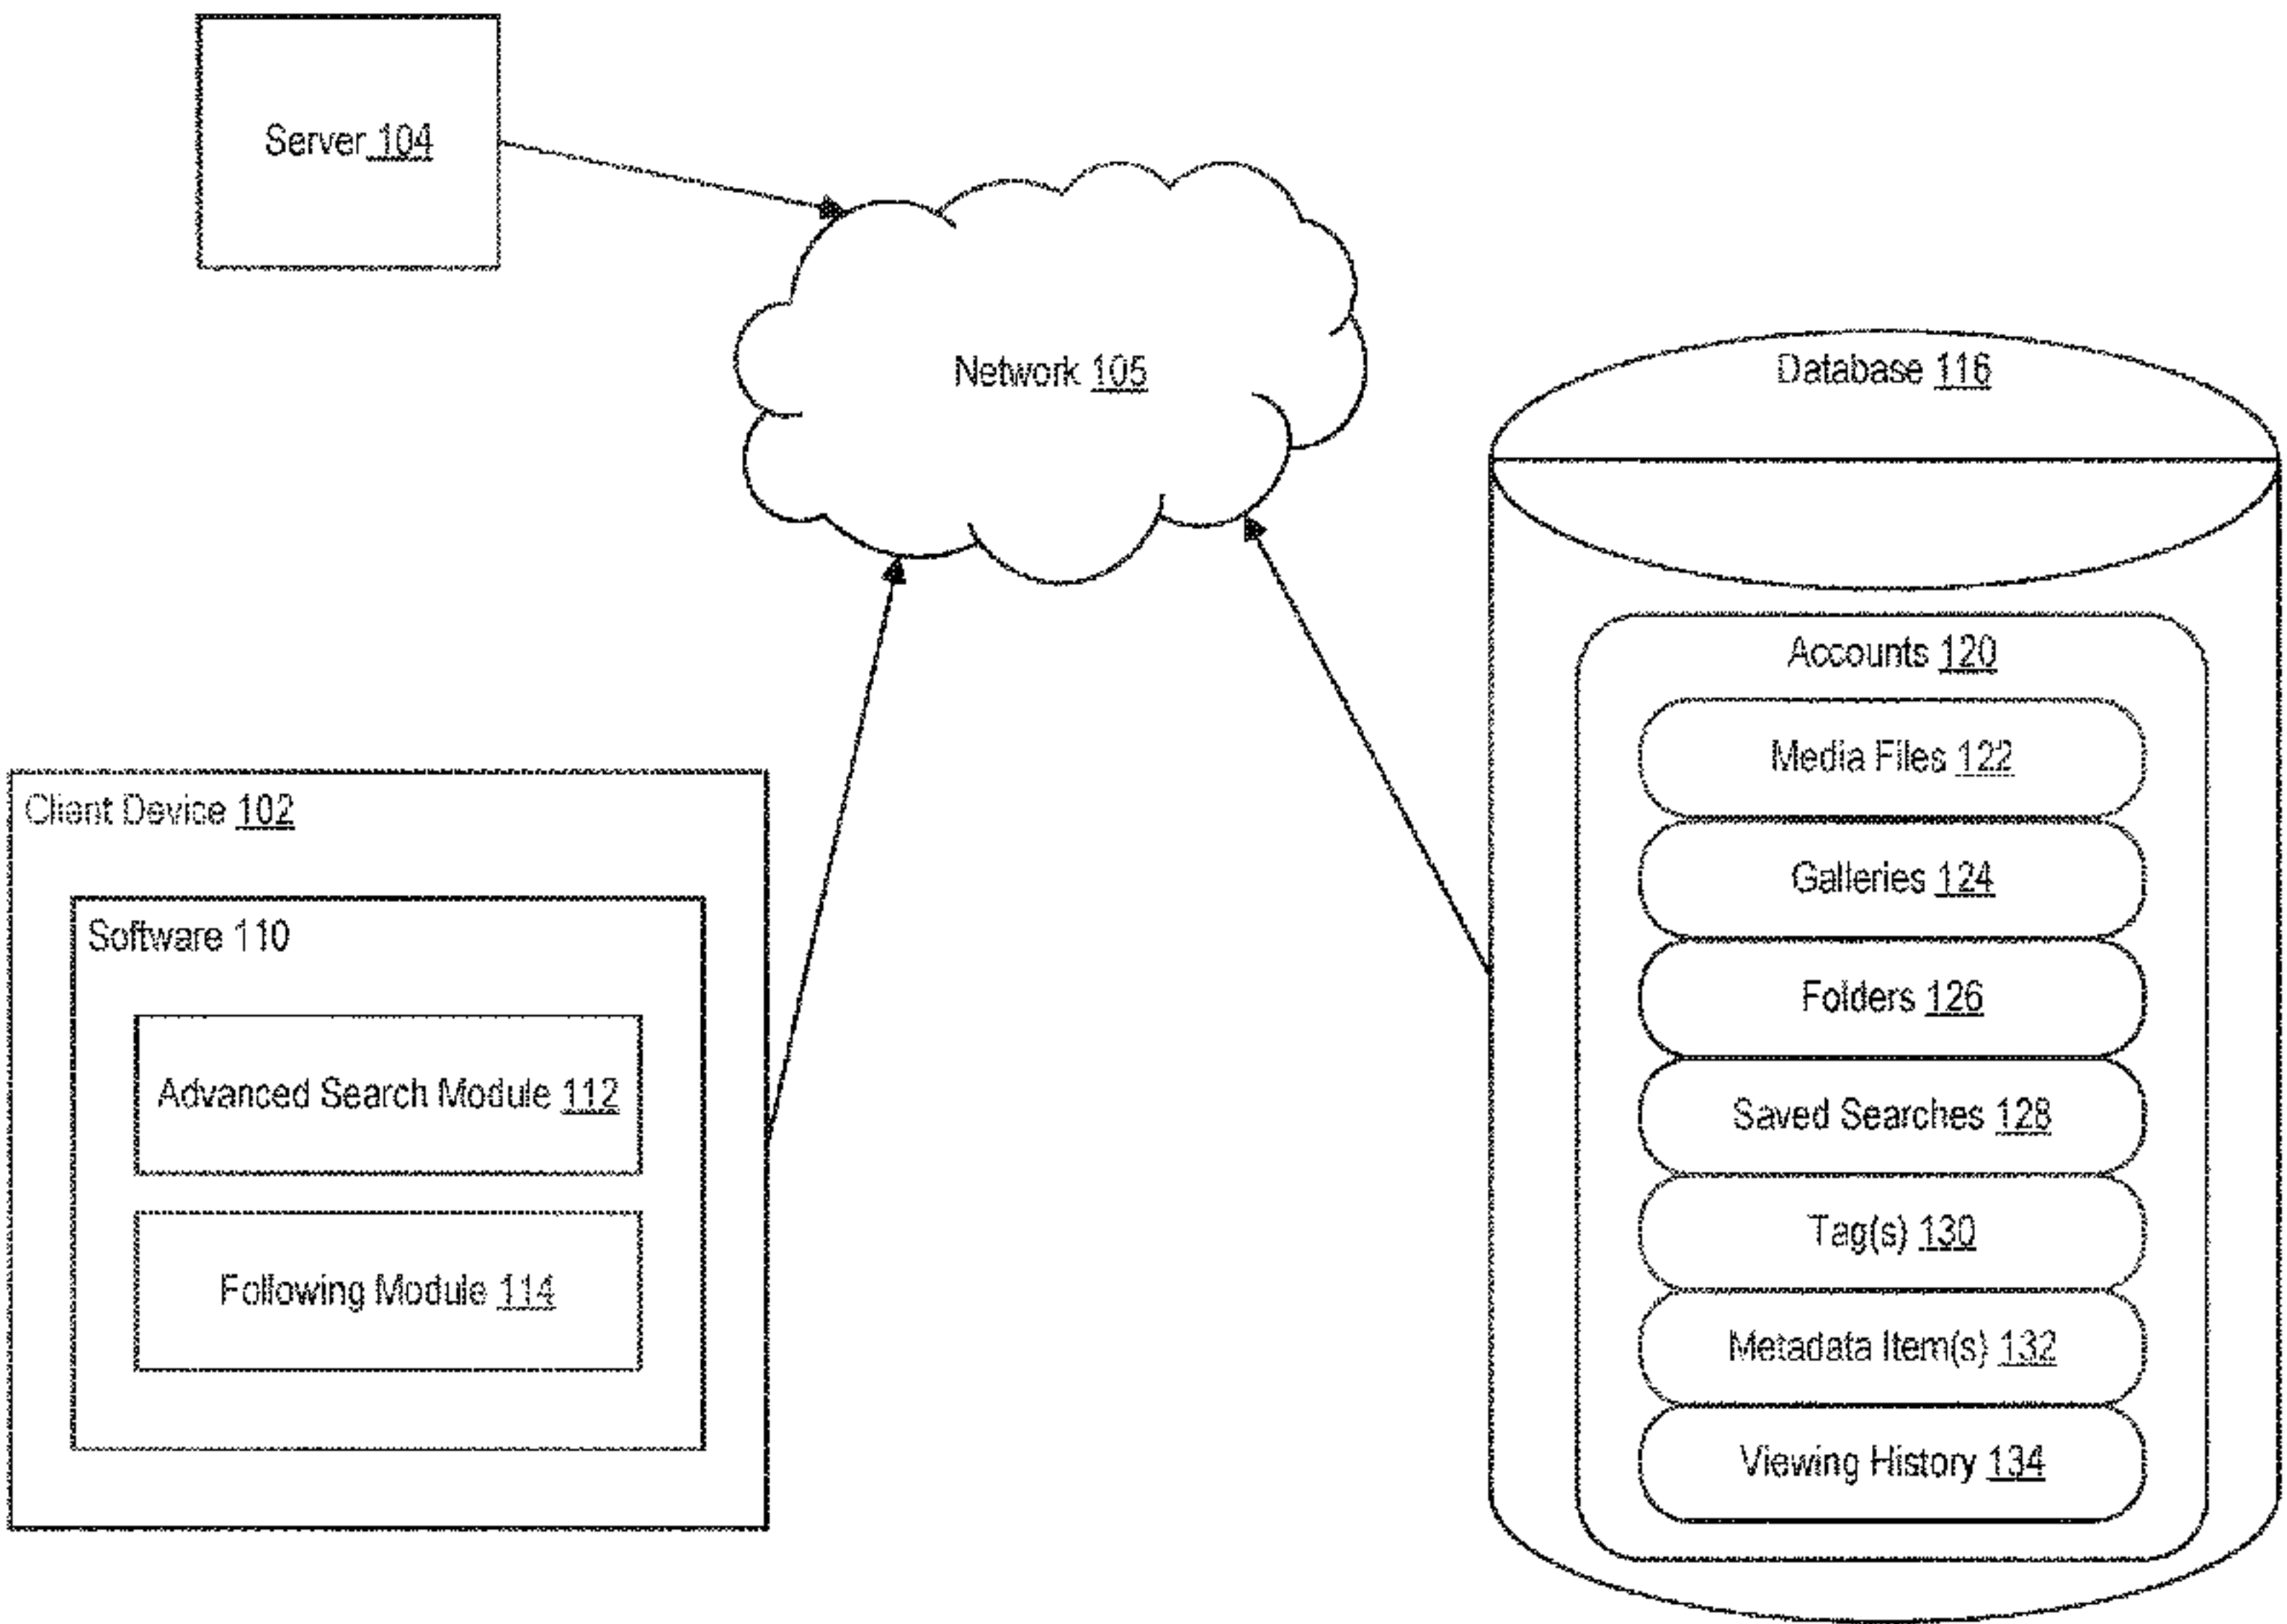 Server 104
Network 105
Database 116
Accounts 120
Media Files 122
Galleries 124
Folders 126
Saved Searches 128
Tag(s) 130
Metadata Item(s) 132
Viewing History 134
Client Device 102
Software 110
Advanced Search Module 112
Following Module 114